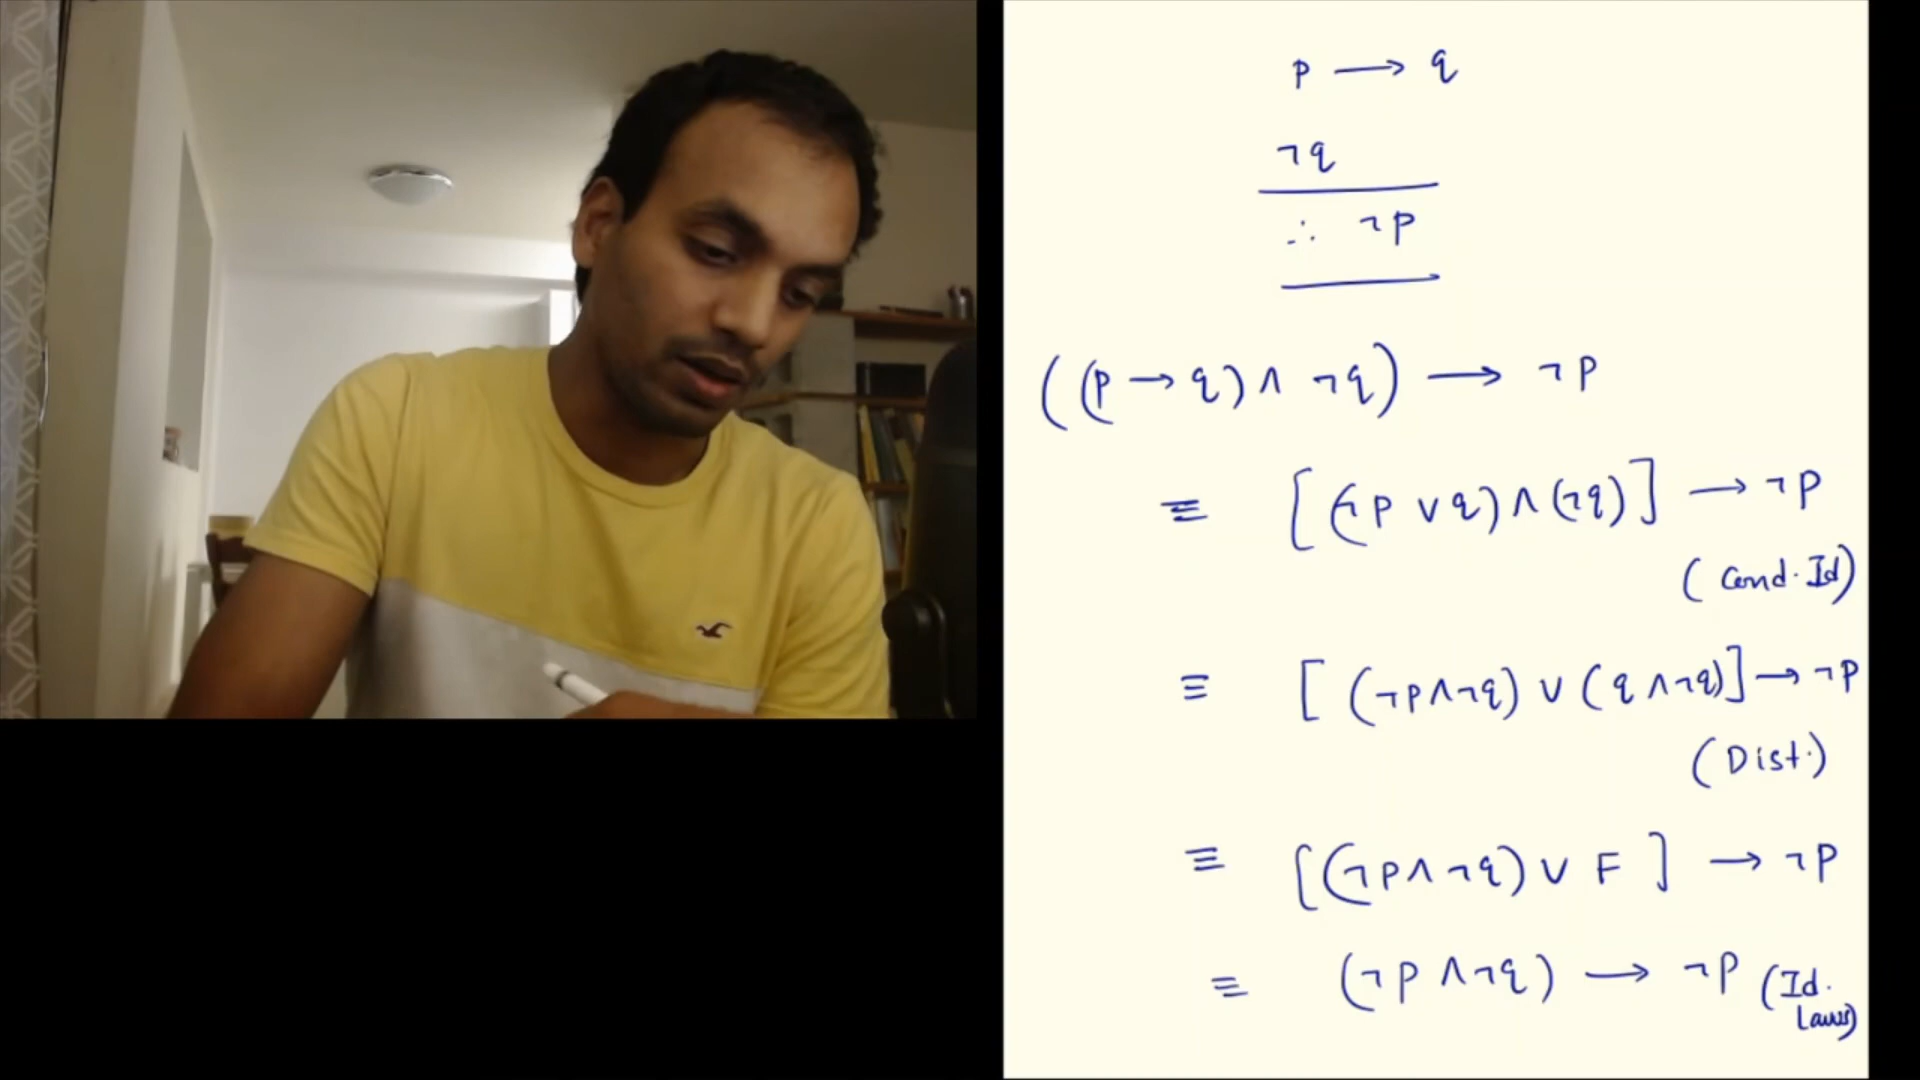 p → q
¬q
∴ ¬p
((p → q) ∧ ¬q) → ¬p
≡ [(¬p ∨ q) ∧ (¬q)] → ¬p
(Cond. Id)
≡ [(¬p ∧ ¬q) ∨ (q ∧ ¬q)] → ¬p
(Dist.)
≡ [(¬p ∧ ¬q) ∨ F] → ¬p
≡ (¬p ∧ ¬q) → ¬p (Id.
Laws)